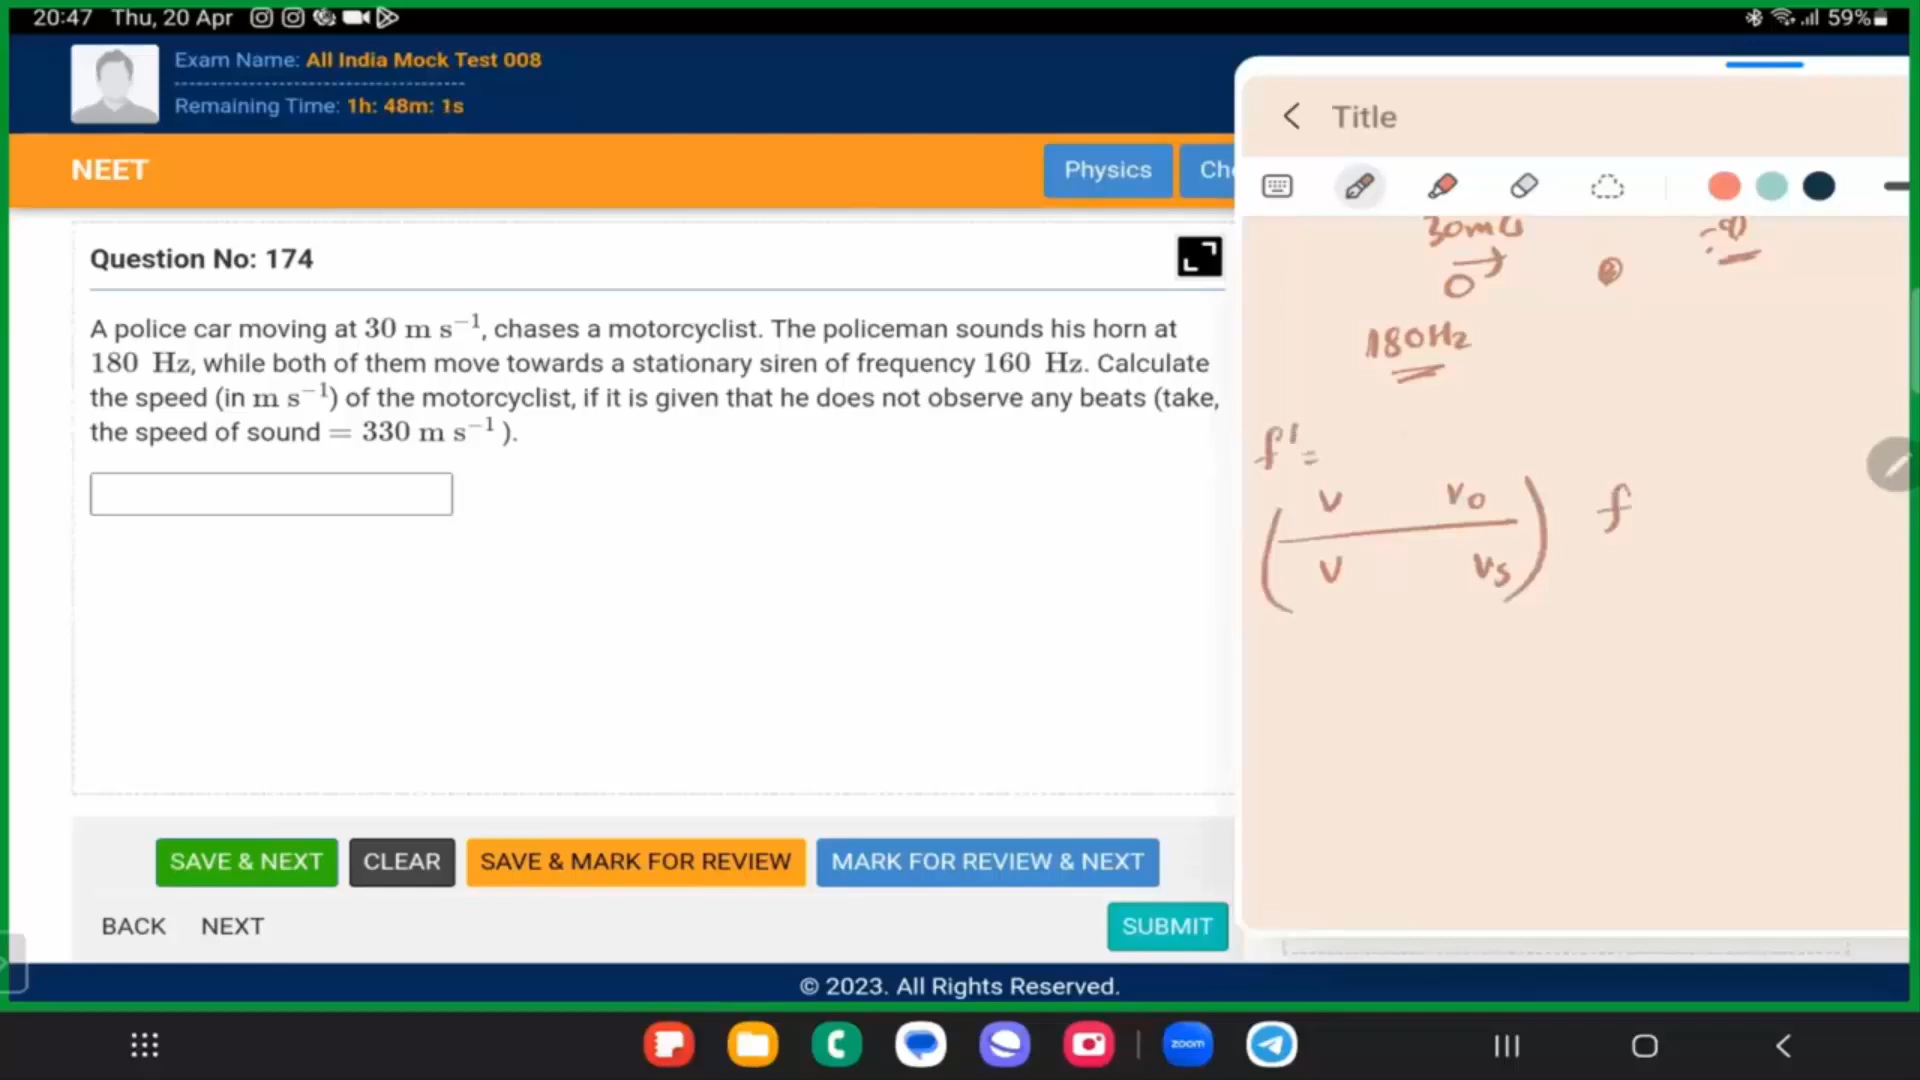 20:47 Thu, 20 Apr 59%
Exam Name: All India Mock Test 008
Remaining Time: 1h: 48m: 1s
NEET
Physics
Che
Question No: 174
A police car moving at 30 m s⁻¹, chases a motorcyclist. The policeman sounds his horn at
180 Hz, while both of them move towards a stationary siren of frequency 160 Hz. Calculate
the speed (in m s⁻¹) of the motorcyclist, if it is given that he does not observe any beats (take,
the speed of sound = 330 m s⁻¹ ).
SAVE & NEXT
CLEAR
SAVE & MARK FOR REVIEW
MARK FOR REVIEW & NEXT
BACK
NEXT
SUBMIT
© 2023. All Rights Reserved.
Title
180Hz
f' =
( v v₀
v vₛ ) f
zoom